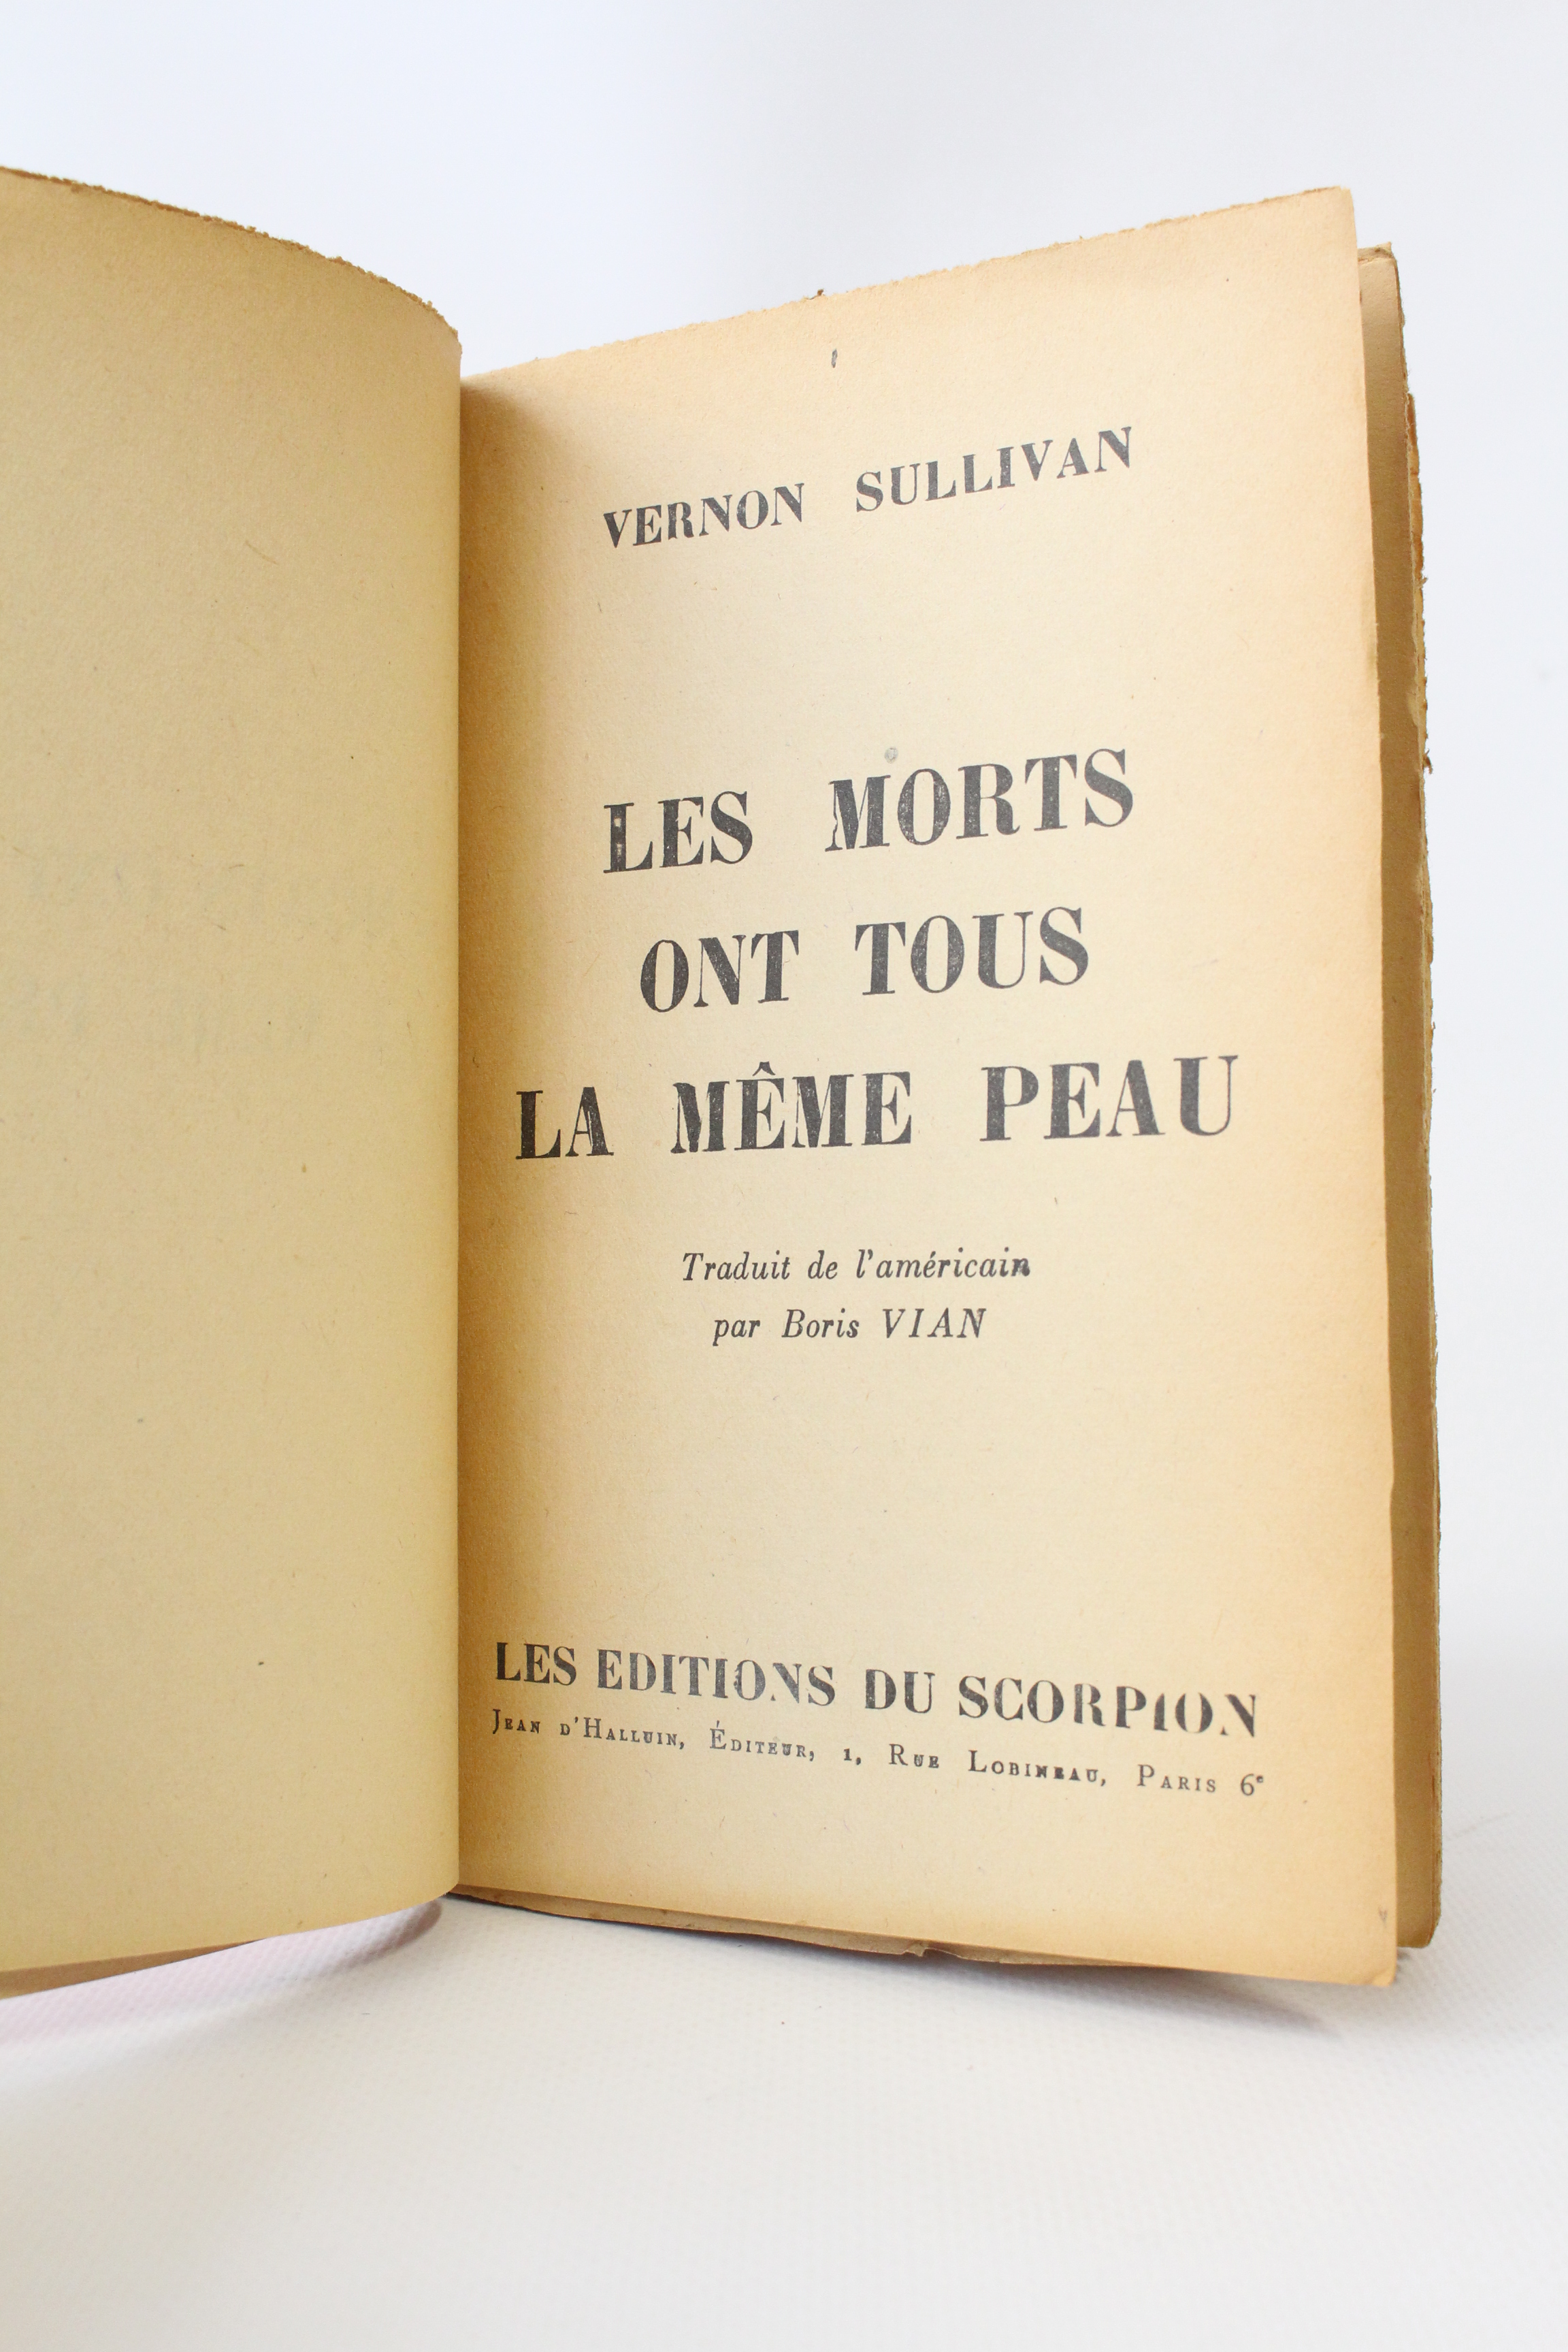 VERNON SULLIVAN
LES MORTS
ONT TOUS
LA MÊME PEAU
Traduit de l'américain
par Boris VIAN
LES EDITIONS DU SCORPION
JEAN D'HALLUIN, ÉDITEUR, 1, RUE LOBINEAU, PARIS 6e